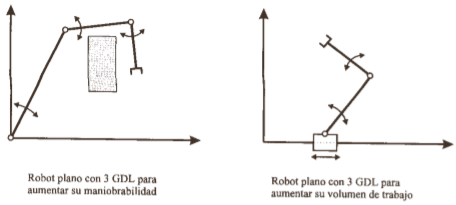 Robot plano con 3 GDL para
aumentar su maniobrabilidad
Robot plano con 3 GDL para
aumentar su volumen de trabajo